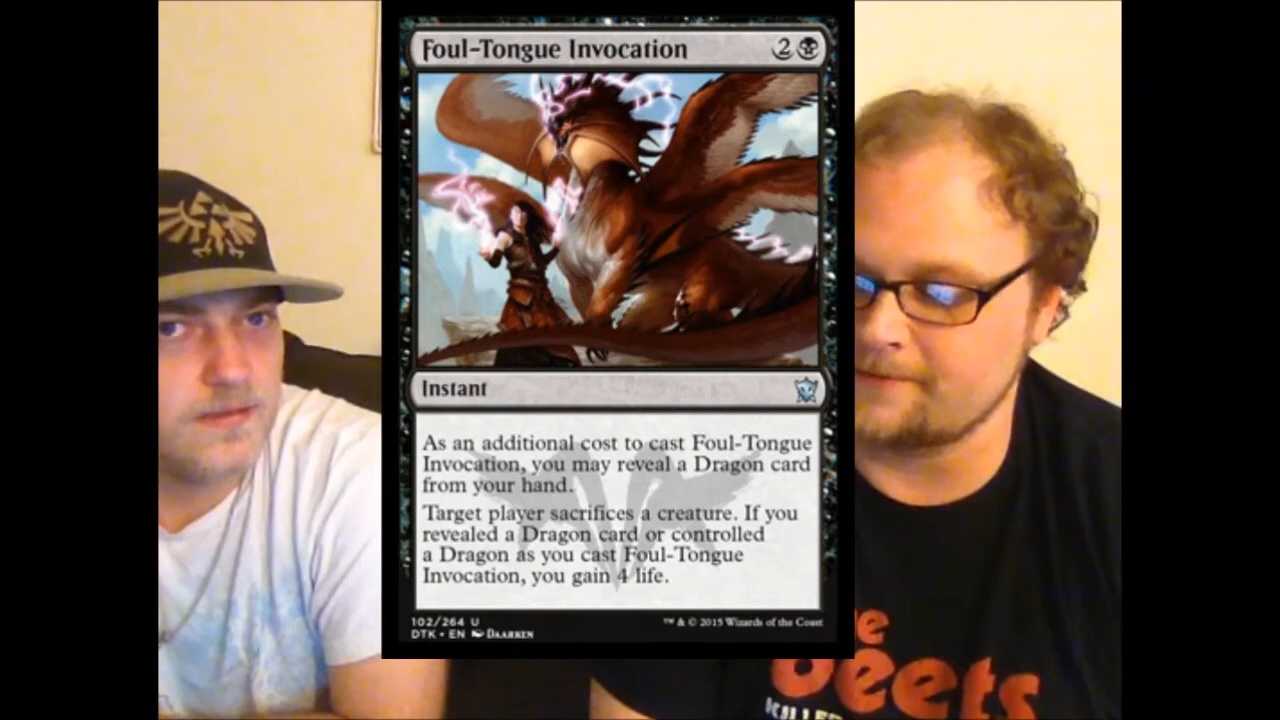 Foul-Tongue Invocation 2
Instant
As an additional cost to cast Foul-Tongue
Invocation, you may reveal a Dragon card
from your hand.
Target player sacrifices a creature. If you
revealed a Dragon card or controlled
a Dragon as you cast Foul-Tongue
Invocation, you gain 4 life.
102/264 U
DTK • EN DAARKEN
™ & © 2015 Wizards of the Coast
Beets